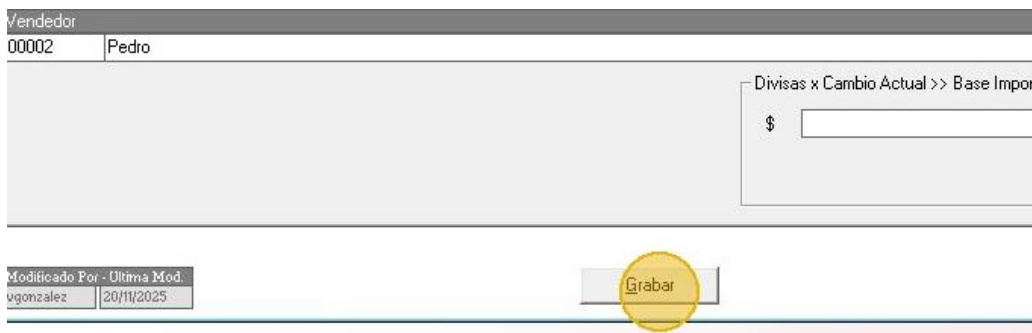 Vendedor
00002 Pedro
Divisas x Cambio Actual >> Base Impor
$
Modificado Por - Ultima Mod.
vgonzalez 20/11/2025
Grabar